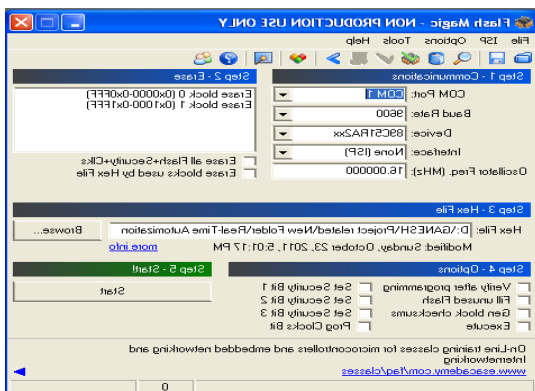 Flash Magic - NON PRODUCTION USE ONLY
File ISP Options Tools Help
Step 1 - Communications
COM Port: COM 1
Baud Rate: 9600
Device: 89C51RA2xx
Interface: None (ISP)
Oscillator Freq. (MHz): 16.000000
Step 2 - Erase
Erase block 0 (0x0000-0x0FFF)
Erase block 1 (0x1000-0x1FFF)
Erase all Flash+Security+Clks
Erase blocks used by Hex File
Step 3 - Hex File
Hex File: D:\GANESH\Project related\New Folder\Real-Time Automization
Browse...
Modified: Sunday, October 23, 2011, 5:01:17 PM
more info
Step 4 - Options
Verify after programming
Fill unused Flash
Gen block checksums
Execute
Set Security Bit 1
Set Security Bit 2
Set Security Bit 3
Prog Clocks Bit
Step 5 - Start!
Start
On-Line training classes for microcontrollers and embedded networking and
Internetworking
www.esacademy.com/faq/classes
0